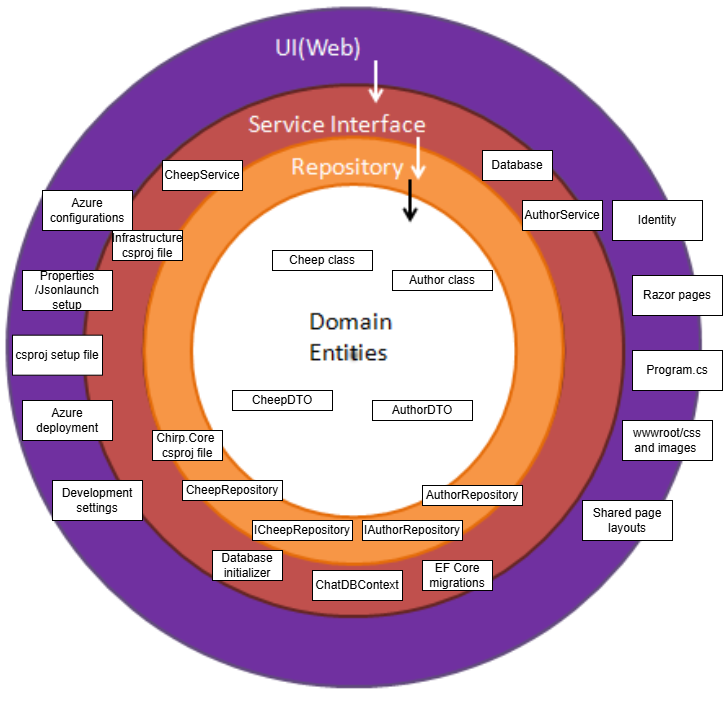 UI(Web)
Service Interface
Repository
CheepService
Database
Azure
configurations
AuthorService
Identity
Infrastructure
csproj file
Cheep class
Author class
Properties
/Jsonlaunch
setup
Razor pages
Domain
Entities
csproj setup file
Program.cs
CheepDTO
AuthorDTO
Azure
deployment
Chirp.Core
csproj file
wwwroot/css
and images
Development
settings
CheepRepository
AuthorRepository
Shared page
layouts
ICheepRepository
IAuthorRepository
Database
initializer
ChatDBContext
EF Core
migrations